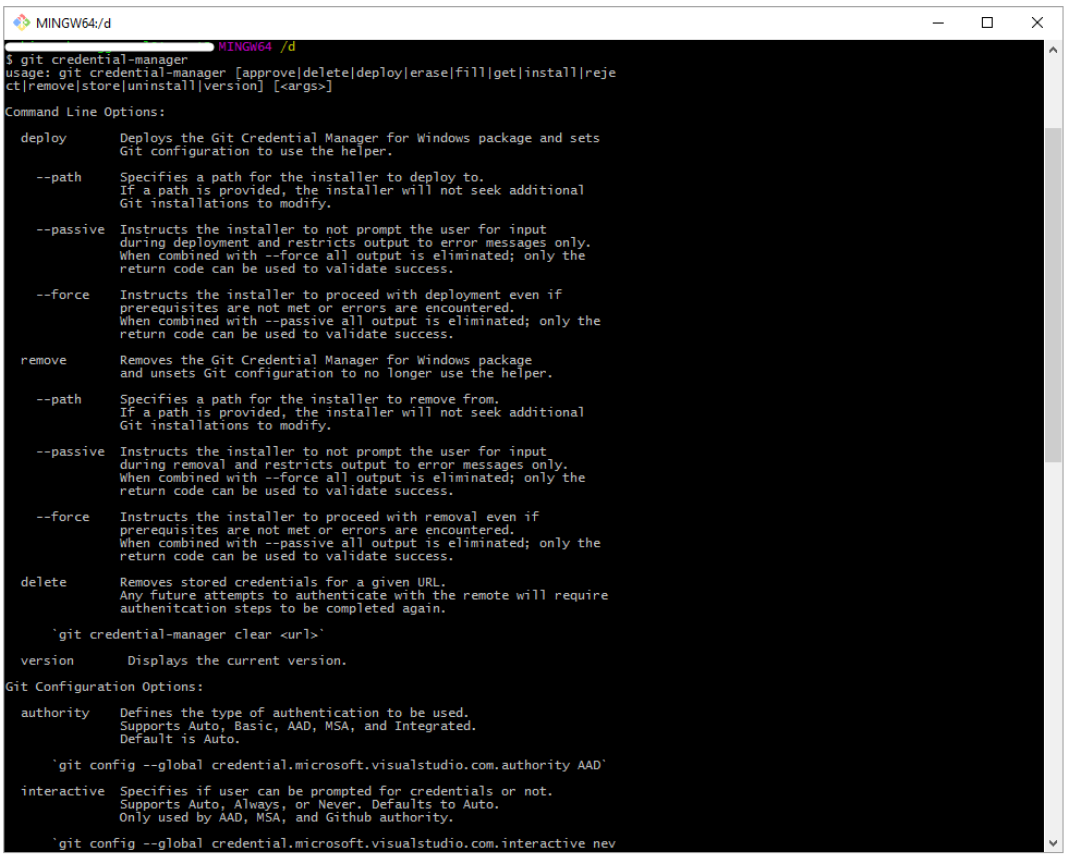 MINGW64:/d
MINGW64 /d
$ git credential-manager
usage: git credential-manager [approve|delete|deploy|erase|fill|get|install|reje
ct|remove|store|uninstall|version] [<args>]
Command Line Options:
deploy Deploys the Git Credential Manager for Windows package and sets
Git configuration to use the helper.
--path Specifies a path for the installer to deploy to.
If a path is provided, the installer will not seek additional
Git installations to modify.
--passive Instructs the installer to not prompt the user for input
during deployment and restricts output to error messages only.
When combined with --force all output is eliminated; only the
return code can be used to validate success.
--force Instructs the installer to proceed with deployment even if
prerequisites are not met or errors are encountered.
When combined with --passive all output is eliminated; only the
return code can be used to validate success.
remove Removes the Git Credential Manager for Windows package
and unsets Git configuration to no longer use the helper.
--path Specifies a path for the installer to remove from.
If a path is provided, the installer will not seek additional
Git installations to modify.
--passive Instructs the installer to not prompt the user for input
during removal and restricts output to error messages only.
When combined with --force all output is eliminated; only the
return code can be used to validate success.
--force Instructs the installer to proceed with removal even if
prerequisites are not met or errors are encountered.
When combined with --passive all output is eliminated; only the
return code can be used to validate success.
delete Removes stored credentials for a given URL.
Any future attempts to authenticate with the remote will require
authenitcation steps to be completed again.
`git credential-manager clear <url>`
version Displays the current version.
Git Configuration Options:
authority Defines the type of authentication to be used.
Supports Auto, Basic, AAD, MSA, and Integrated.
Default is Auto.
`git config --global credential.microsoft.visualstudio.com.authority AAD`
interactive Specifies if user can be prompted for credentials or not.
Supports Auto, Always, or Never. Defaults to Auto.
Only used by AAD, MSA, and Github authority.
`git config --global credential.microsoft.visualstudio.com.interactive nev